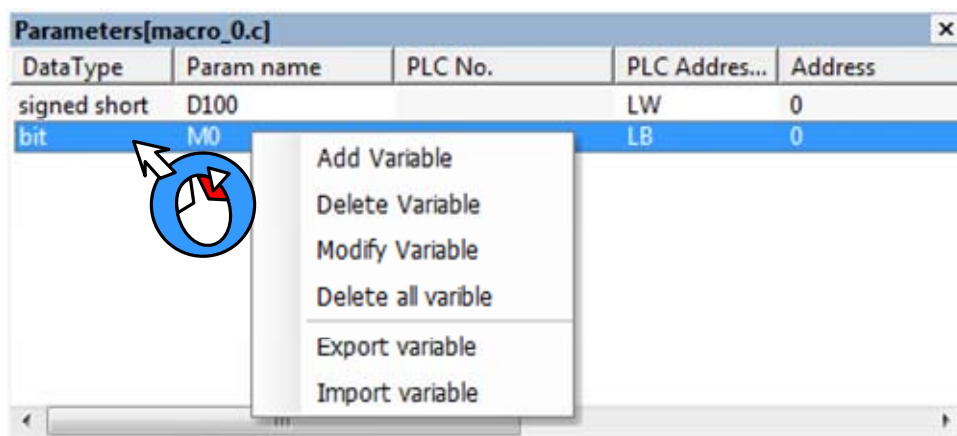 Parameters[macro_0.c]
DataType Param name PLC No. PLC Addres... Address
signed short D100 LW 0
bit M0 LB 0
Add Variable
Delete Variable
Modify Variable
Delete all varible
Export variable
Import variable